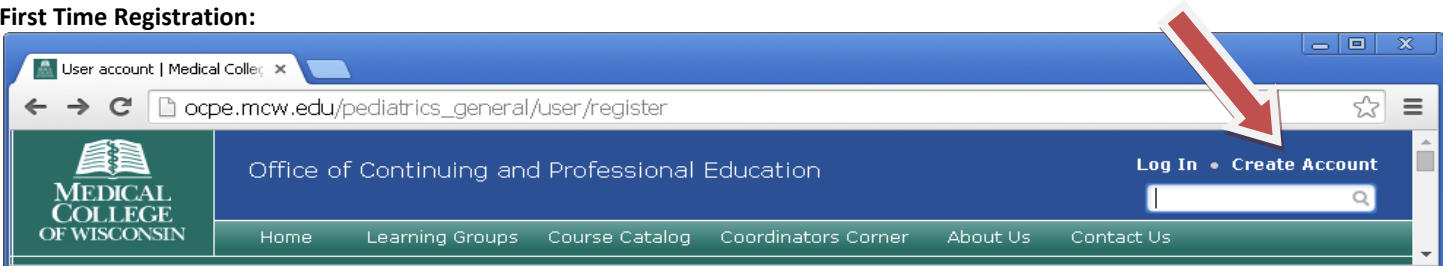 First Time Registration:
User account | Medical Colleg
ocpe.mcw.edu/pediatrics_general/user/register
Office of Continuing and Professional Education
Log In • Create Account
MEDICAL
COLLEGE
OF WISCONSIN
Home Learning Groups Course Catalog Coordinators Corner About Us Contact Us